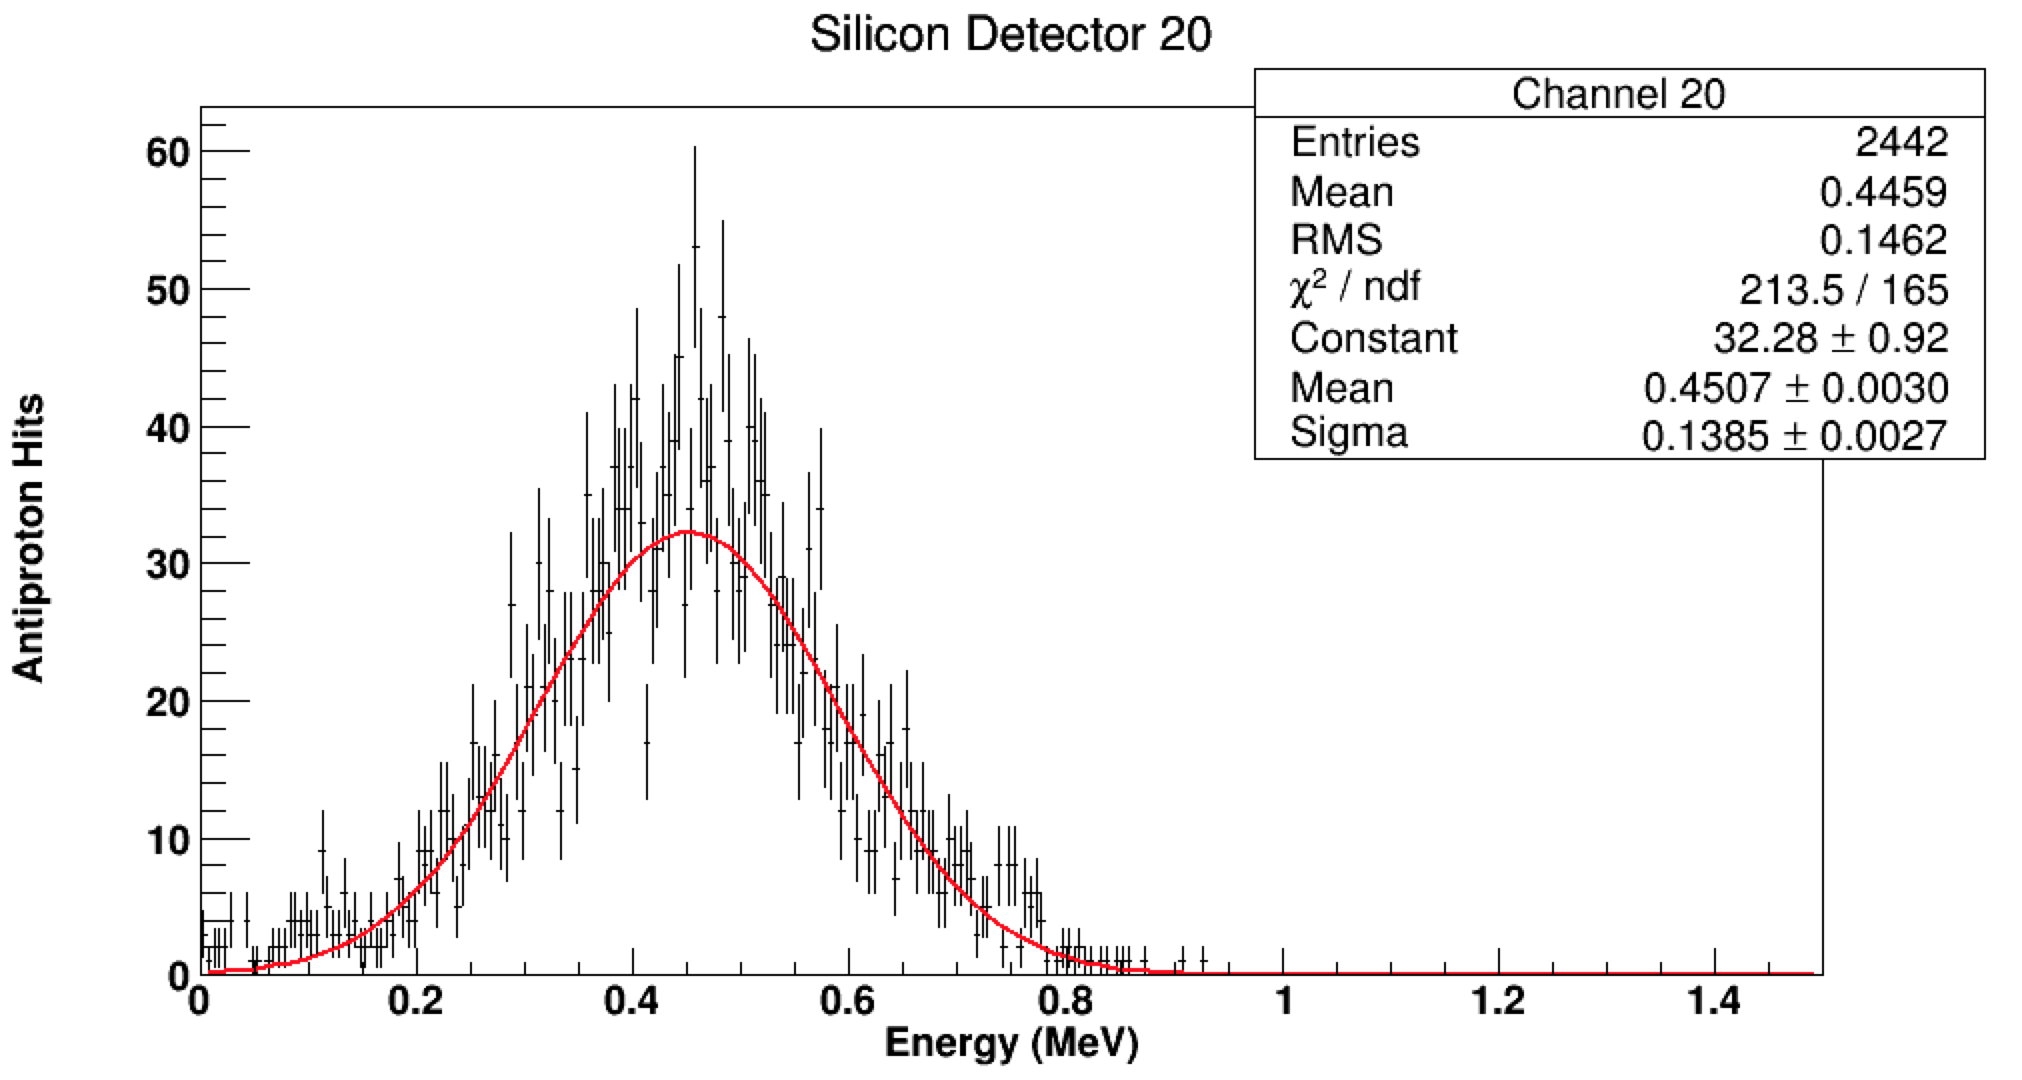 Silicon Detector 20
Channel 20
Entries 2442
Mean 0.4459
RMS 0.1462
χ² / ndf 213.5 / 165
Constant 32.28 ± 0.92
Mean 0.4507 ± 0.0030
Sigma 0.1385 ± 0.0027
Antiproton Hits
60
50
40
30
20
10
0
0 0.2 0.4 0.6 0.8 1 1.2 1.4
Energy (MeV)